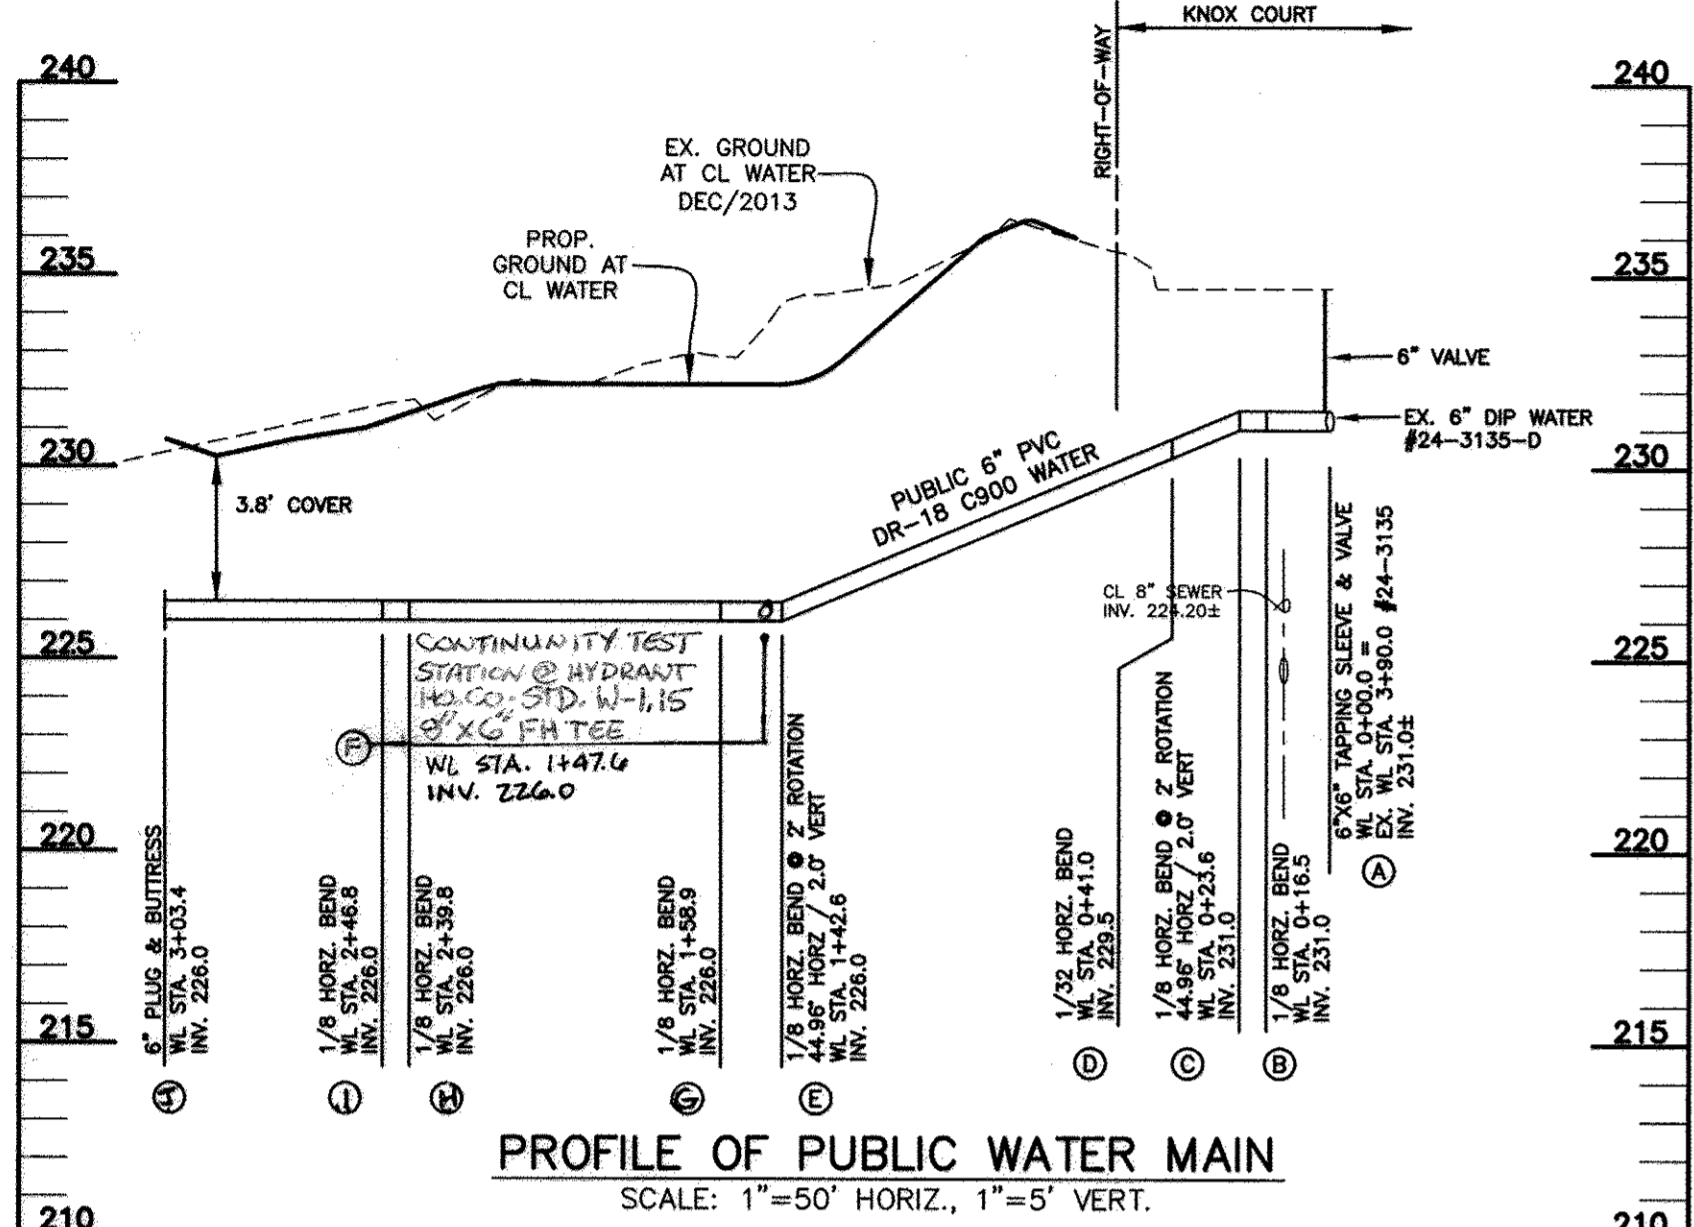 KNOX COURT
RIGHT-OF-WAY
240
235
230
225
220
215
210
240
235
230
225
220
215
210
EX. GROUND
AT CL WATER
DEC/2013
PROP.
GROUND AT
CL WATER
6" VALVE
EX. 6" DIP WATER
#24-3135-D
3.8' COVER
PUBLIC 6" PVC
DR-18 C900 WATER
CL 8" SEWER
INV. 224.20±
CONTINUNITY TEST
STATION @ HYDRANT
HO.CO. STD. W-1.15
8"X6" FH TEE
F
WL STA. 1+47.6
INV. 226.0
6" PLUG & BUTTRESS
WL STA. 3+03.4
INV. 226.0
J
1/8 HORZ. BEND
WL STA. 2+46.8
INV. 226.0
I
1/8 HORZ. BEND
WL STA. 2+39.8
INV. 226.0
H
1/8 HORZ. BEND
WL STA. 1+58.9
INV. 226.0
G
1/8 HORZ. BEND @ 2° ROTATION
44.96° HORZ / 2.0° VERT
WL STA. 1+42.6
INV. 226.0
E
1/32 HORZ. BEND
WL STA. 0+41.0
INV. 229.5
D
1/8 HORZ. BEND @ 2° ROTATION
44.96° HORZ / 2.0° VERT
WL STA. 0+23.6
INV. 231.0
C
1/8 HORZ. BEND
WL STA. 0+16.5
INV. 231.0
B
6"X6" TAPPING SLEEVE & VALVE
WL STA. 0+00.0 =
EX. WL STA. 3+90.0 #24-3135
INV. 231.0±
A
PROFILE OF PUBLIC WATER MAIN
SCALE: 1"=50' HORIZ., 1"=5' VERT.